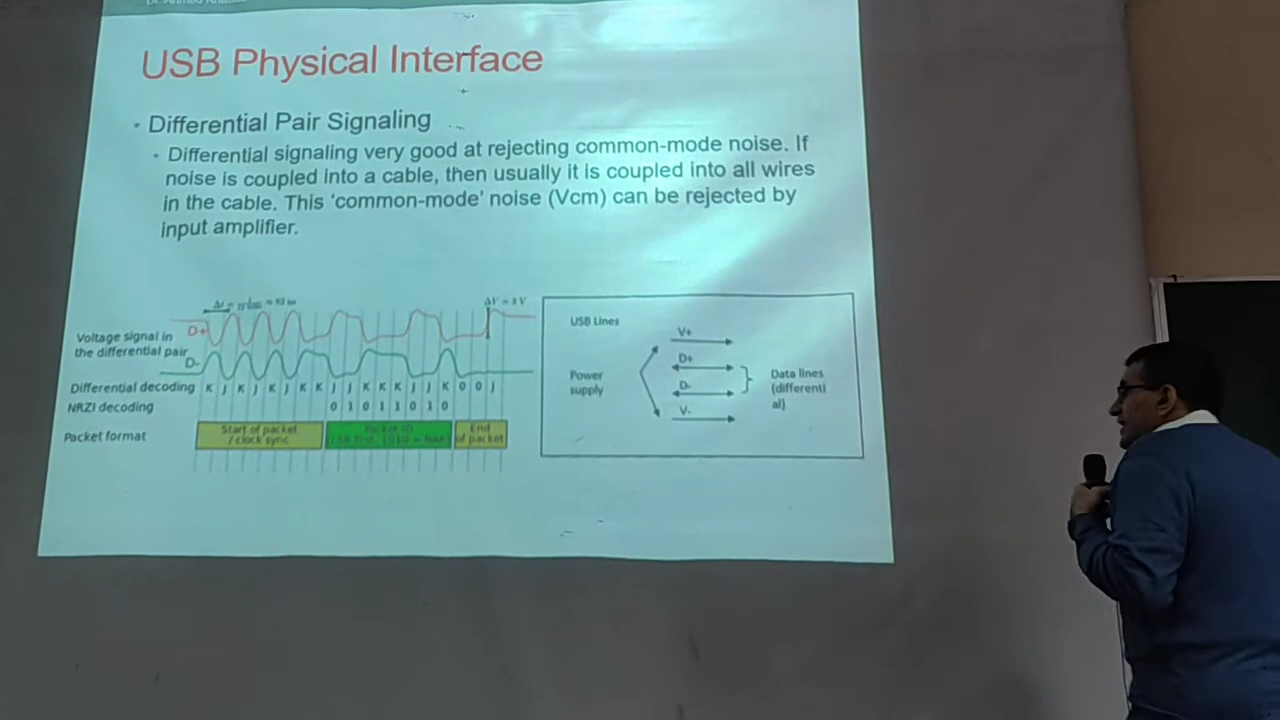 Dr. Ahmed
USB Physical Interface
• Differential Pair Signaling
• Differential signaling very good at rejecting common-mode noise. If
noise is coupled into a cable, then usually it is coupled into all wires
in the cable. This 'common-mode' noise (Vcm) can be rejected by
input amplifier.
ΔV = 3 V
Voltage signal in
the differential pair
D+
D-
Differential decoding K J K J K J K K J J K K K J J K 0 0 J
NRZI decoding 0 1 0 1 1 0 1 0
Packet format
Start of packet
/ clock sync
End
of packet
USB Lines
Power
supply
V+
D+
D-
V-
Data lines
(differenti
al)